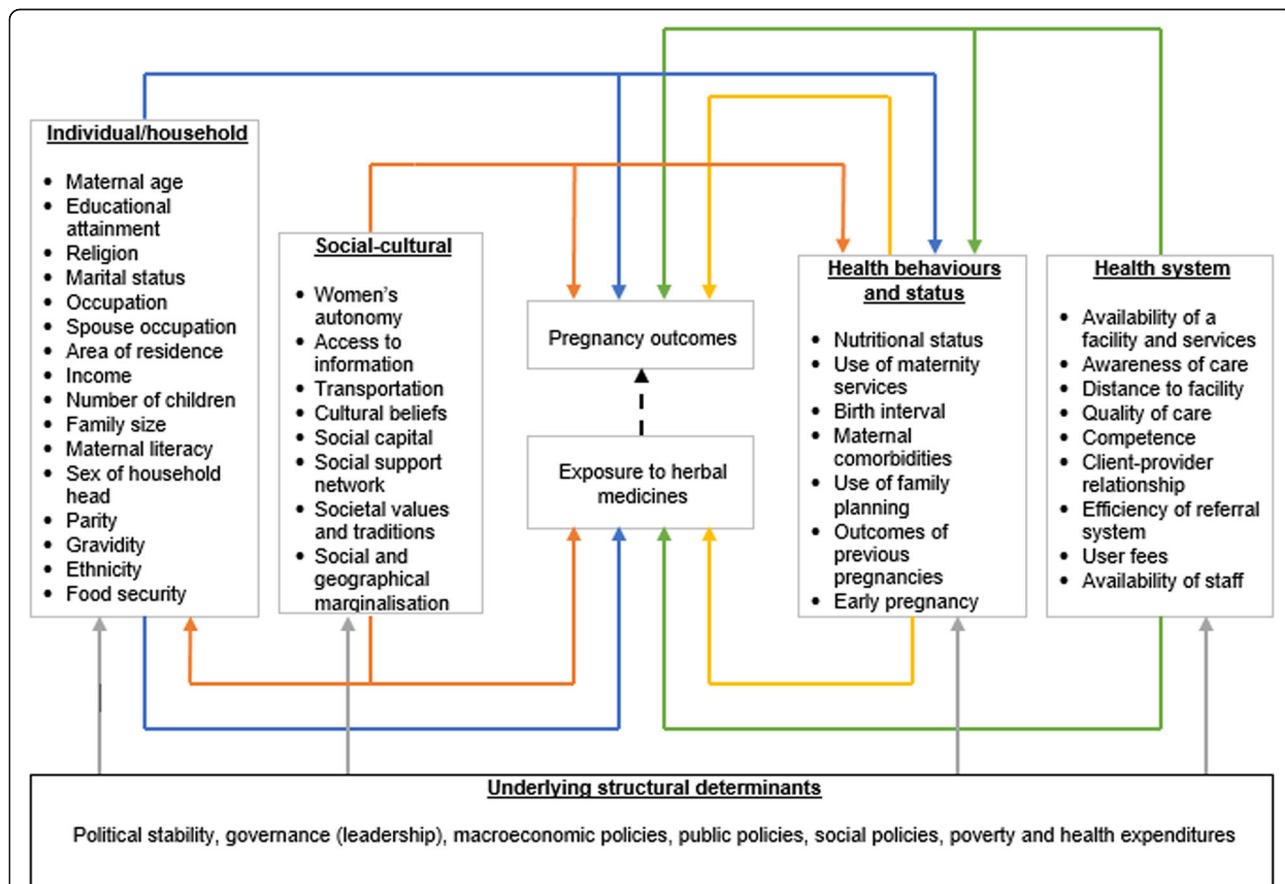 Individual/household
• Maternal age
• Educational
attainment
• Religion
• Marital status
• Occupation
• Spouse occupation
• Area of residence
• Income
• Number of children
• Family size
• Maternal literacy
• Sex of household
head
• Parity
• Gravidity
• Ethnicity
• Food security
Social-cultural
• Women's
autonomy
• Access to
information
• Transportation
• Cultural beliefs
• Social capital
• Social support
network
• Societal values
and traditions
• Social and
geographical
marginalisation
Pregnancy outcomes
Exposure to herbal
medicines
Health behaviours
and status
• Nutritional status
• Use of maternity
services
• Birth interval
• Maternal
comorbidities
• Use of family
planning
• Outcomes of
previous
pregnancies
• Early pregnancy
Health system
• Availability of a
facility and services
• Awareness of care
• Distance to facility
• Quality of care
• Competence
• Client-provider
relationship
• Efficiency of referral
system
• User fees
• Availability of staff
Underlying structural determinants
Political stability, governance (leadership), macroeconomic policies, public policies, social policies, poverty and health expenditures